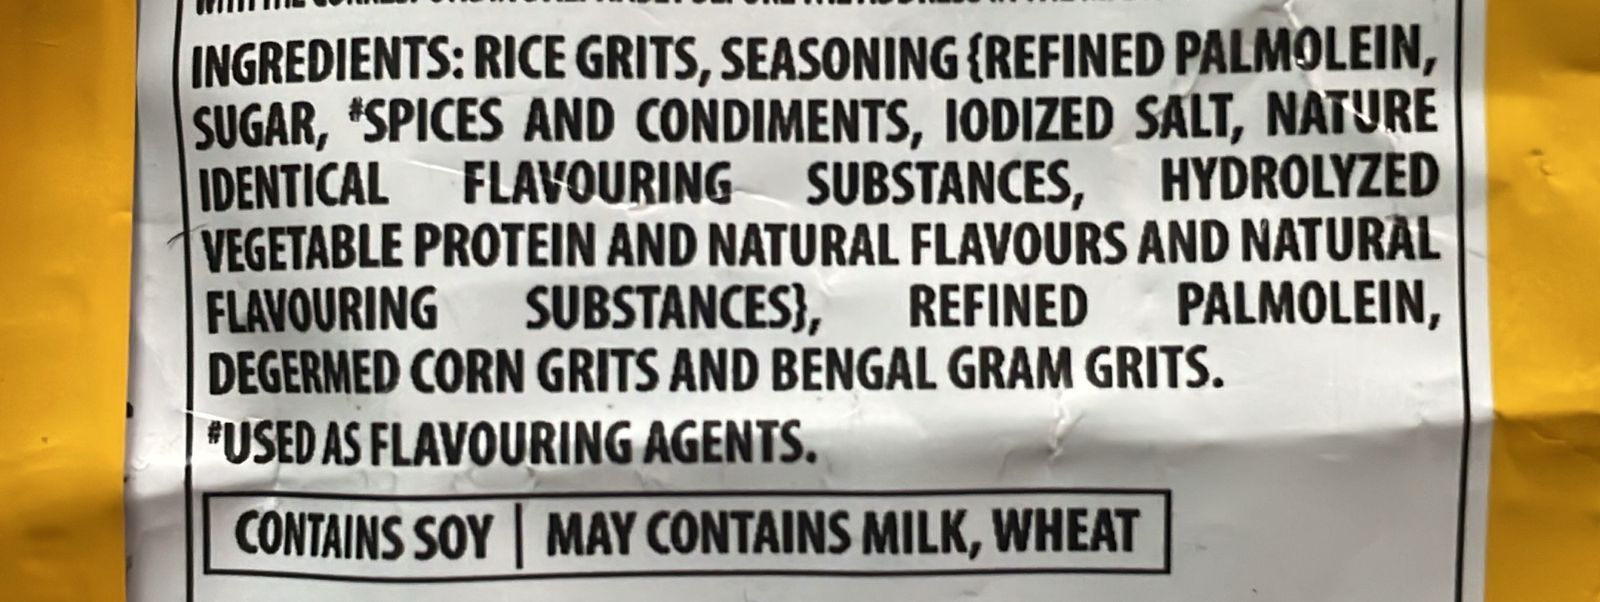 INGREDIENTS: RICE GRITS, SEASONING {REFINED PALMOLEIN,
SUGAR, #SPICES AND CONDIMENTS, IODIZED SALT, NATURE
IDENTICAL FLAVOURING SUBSTANCES, HYDROLYZED
VEGETABLE PROTEIN AND NATURAL FLAVOURS AND NATURAL
FLAVOURING SUBSTANCES}, REFINED PALMOLEIN,
DEGERMED CORN GRITS AND BENGAL GRAM GRITS.
#USED AS FLAVOURING AGENTS.
CONTAINS SOY | MAY CONTAINS MILK, WHEAT